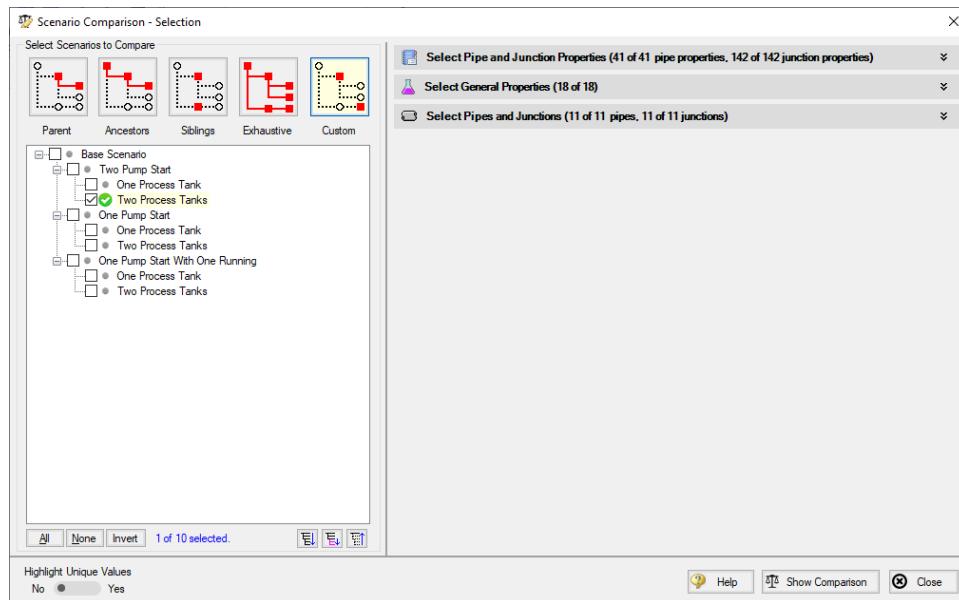 Scenario Comparison - Selection
Select Scenarios to Compare
Parent Ancestors Siblings Exhaustive Custom
Base Scenario
Two Pump Start
One Process Tank
Two Process Tanks
One Pump Start
One Process Tank
Two Process Tanks
One Pump Start With One Running
One Process Tank
Two Process Tanks
All None Invert 1 of 10 selected.
Select Pipe and Junction Properties (41 of 41 pipe properties, 142 of 142 junction properties)
Select General Properties (18 of 18)
Select Pipes and Junctions (11 of 11 pipes, 11 of 11 junctions)
Highlight Unique Values
No Yes
Help Show Comparison Close